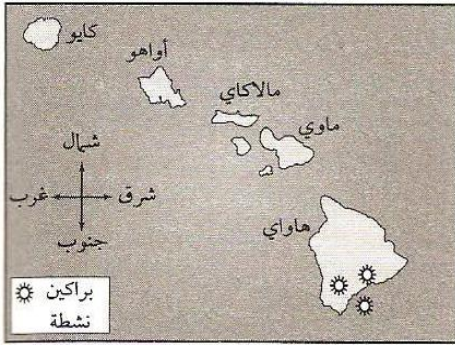 كايو
أواهو
مالاكاي
ماوي
شمال
غرب
شرق
جنوب
هاواي
براكين
نشطة